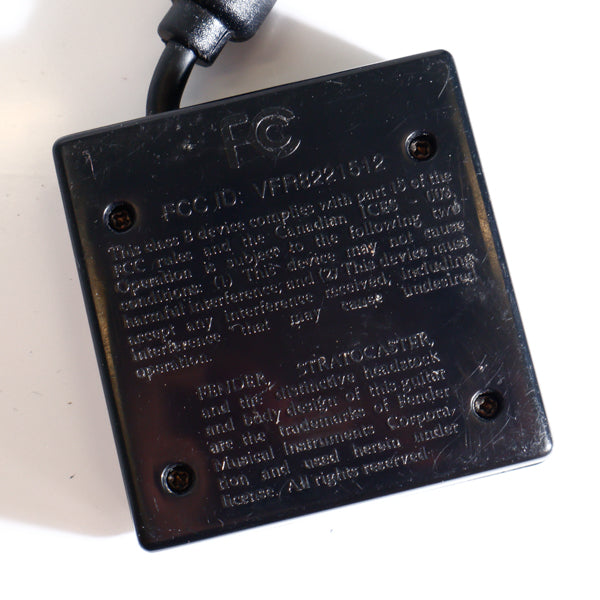 FC
FCC ID: VFR8221512
This class B device complies with part 15 of the
FCC rules and the Canadian ICES - 003
Operation is subject to the following two
conditions: (1) This device may not cause
harmful interference, and (2) This device must
accept any interference received, including
interference That may cause undesired
operation.
FENDER, STRATOCASTER
and the distinctive headstock
and body design of this guitar
are the trademarks of Fender
Musical Instruments Corpora-
tion and used herein under
license. All rights reserved.